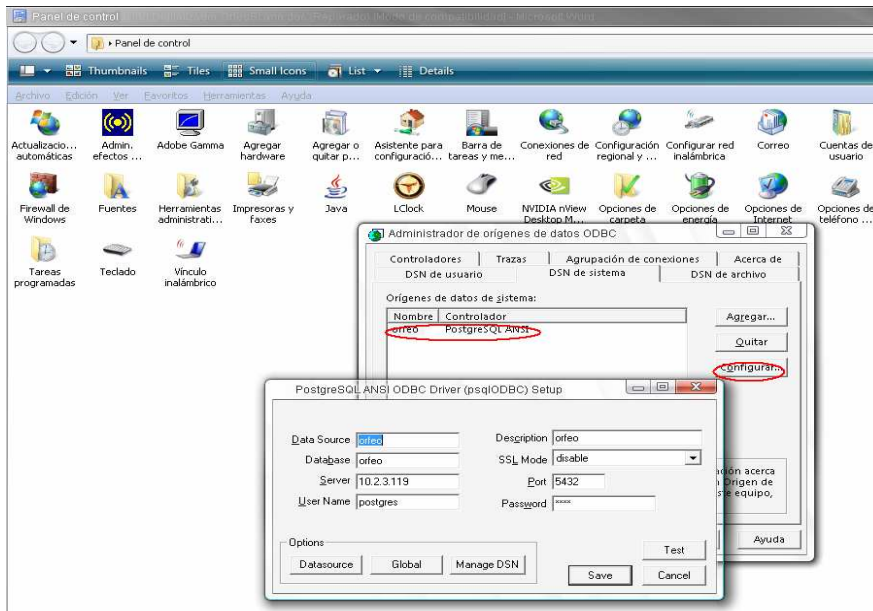 Panel de control
Panel de control
Thumbnails Tiles Small Icons List Details
Archivo Edición Ver Favoritos Herramientas Ayuda
Actualizacio... automáticas
Admin. efectos ...
Adobe Gamma
Agregar hardware
Agregar o quitar p...
Asistente para configuració...
Barra de tareas y me...
Conexiones de red
Configuración regional y ...
Configurar red inalámbrica
Correo
Cuentas de usuario
Firewall de Windows
Fuentes
Herramientas administrati...
Impresoras y faxes
Java
LClock
Mouse
NVIDIA nView Desktop M...
Opciones de carpeta
Opciones de energía
Opciones de Internet
Opciones de teléfono ...
Tareas programadas
Teclado
Vínculo inalámbrico
Administrador de orígenes de datos ODBC
Controladores Trazas Agrupación de conexiones Acerca de
DSN de usuario DSN de sistema DSN de archivo
Orígenes de datos de sistema:
Nombre Controlador
orfeo PostgreSQL ANSI
Agregar...
Quitar
Configurar...
PostgreSQL ANSI ODBC Driver (psqlODBC) Setup
Data Source orfeo Description orfeo
Database orfeo SSL Mode disable
Server 10.2.3.119 Port 5432
User Name postgres Password ××××
Options
Datasource Global Manage DSN
Test
Save Cancel
acerca
Origen de
equipo,
Ayuda